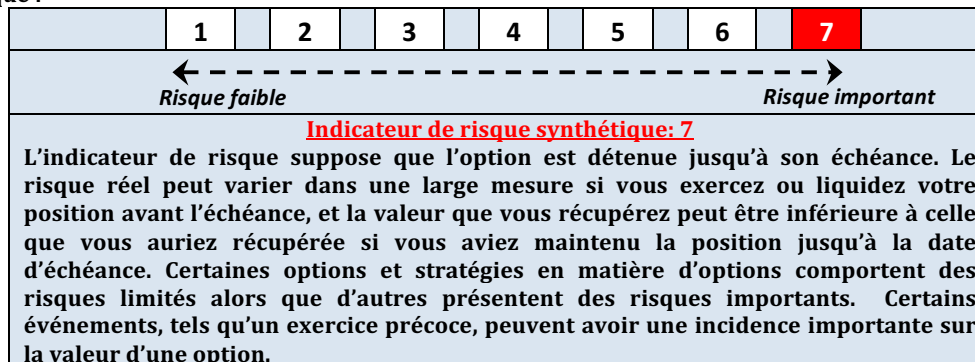 1 2 3 4 5 6 7
Risque faible Risque important
Indicateur de risque synthétique: 7
L'indicateur de risque suppose que l'option est détenue jusqu'à son échéance. Le
risque réel peut varier dans une large mesure si vous exercez ou liquidez votre
position avant l'échéance, et la valeur que vous récupérez peut être inférieure à celle
que vous auriez récupérée si vous aviez maintenu la position jusqu'à la date
d'échéance. Certaines options et stratégies en matière d'options comportent des
risques limités alors que d'autres présentent des risques importants. Certains
événements, tels qu'un exercice précoce, peuvent avoir une incidence importante sur
la valeur d'une option.